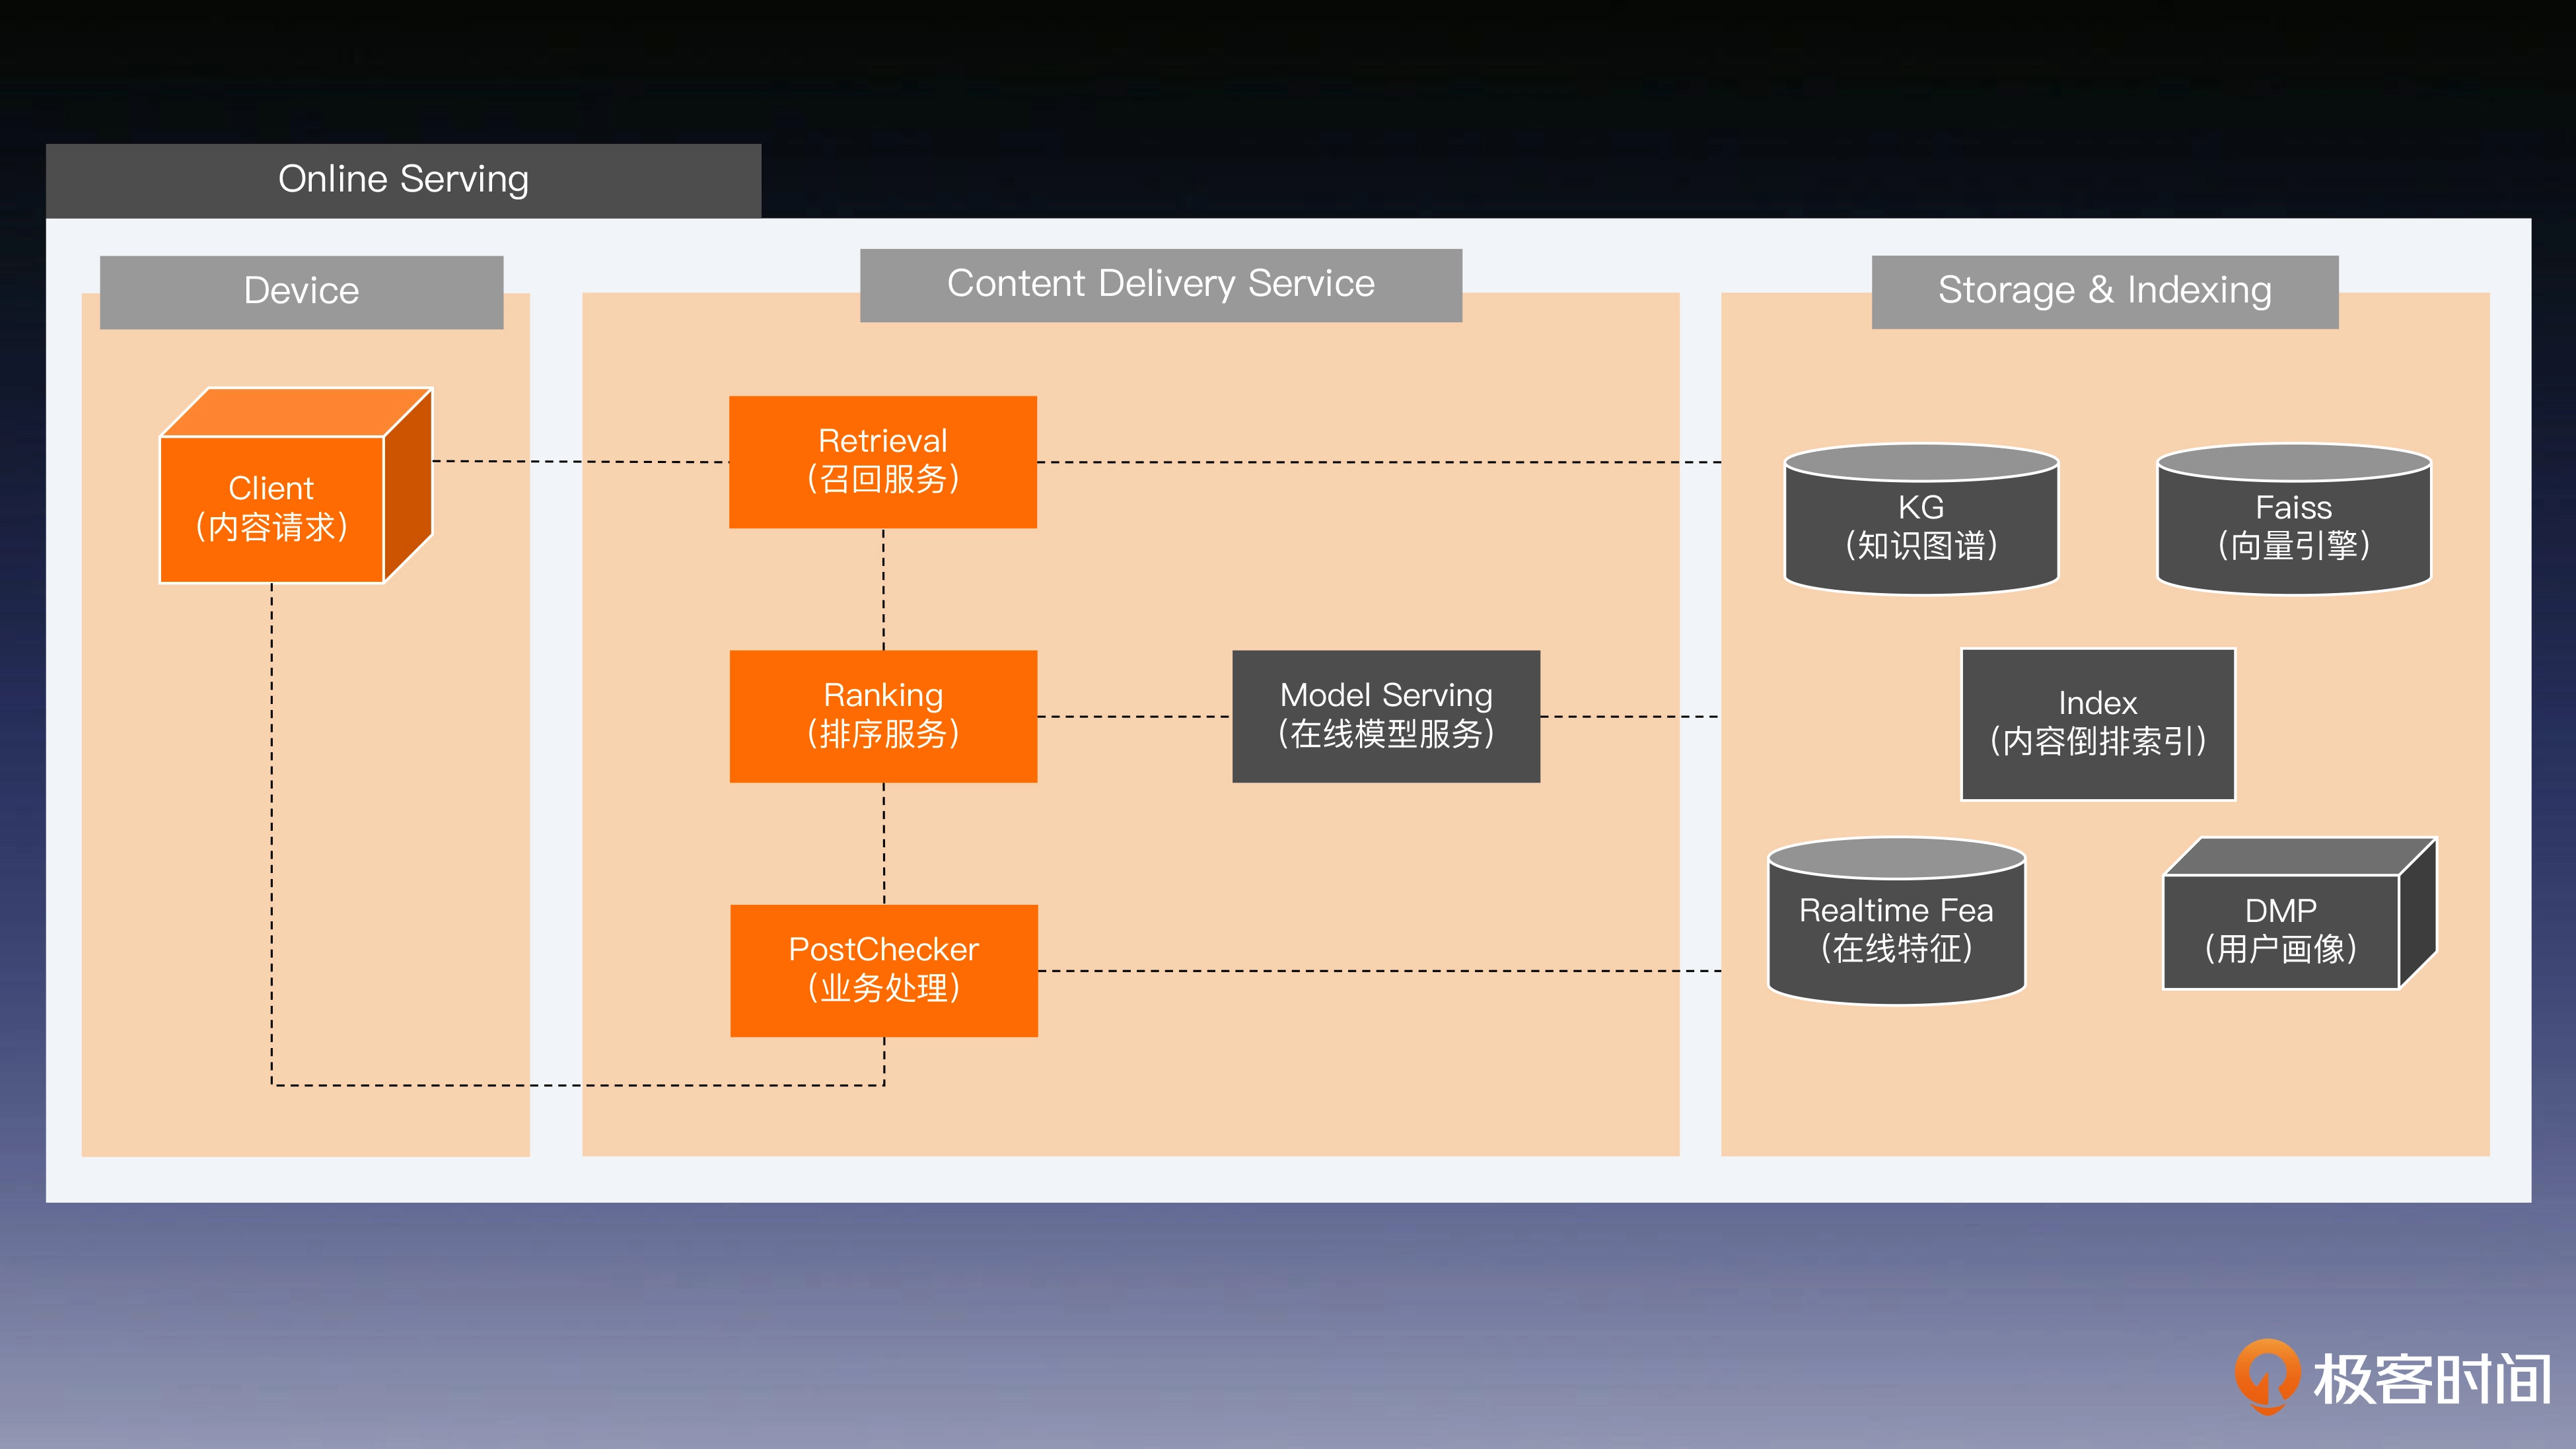 Online Serving
Device
Content Delivery Service
Storage & Indexing
Client
（内容请求）
Retrieval
（召回服务）
KG
（知识图谱）
Faiss
（向量引擎）
Ranking
（排序服务）
Model Serving
（在线模型服务）
Index
（内容倒排索引）
PostChecker
（业务处理）
Realtime Fea
（在线特征）
DMP
（用户画像）
极客时间